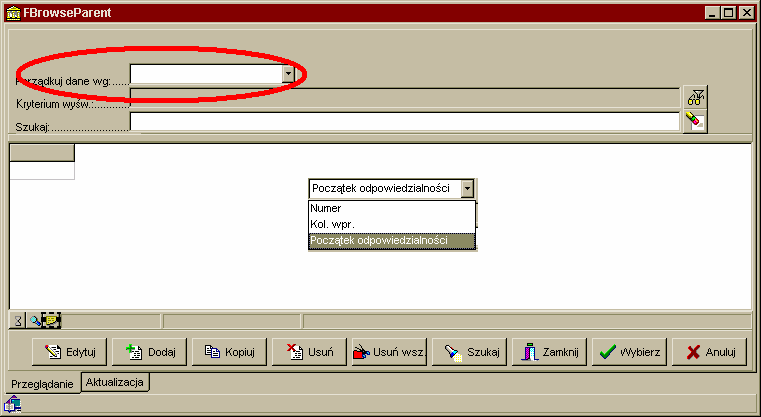 FBrowseParent
Porządkuj dane wg:.....
Kryterium wyśw.:..........
Szukaj:.......................
Początek odpowiedzialności
Numer
Kol. wpr.
Początek odpowiedzialności
Edytuj Dodaj Kopiuj Usuń Usuń wsz. Szukaj Zamknij Wybierz Anuluj
Przeglądanie Aktualizacja